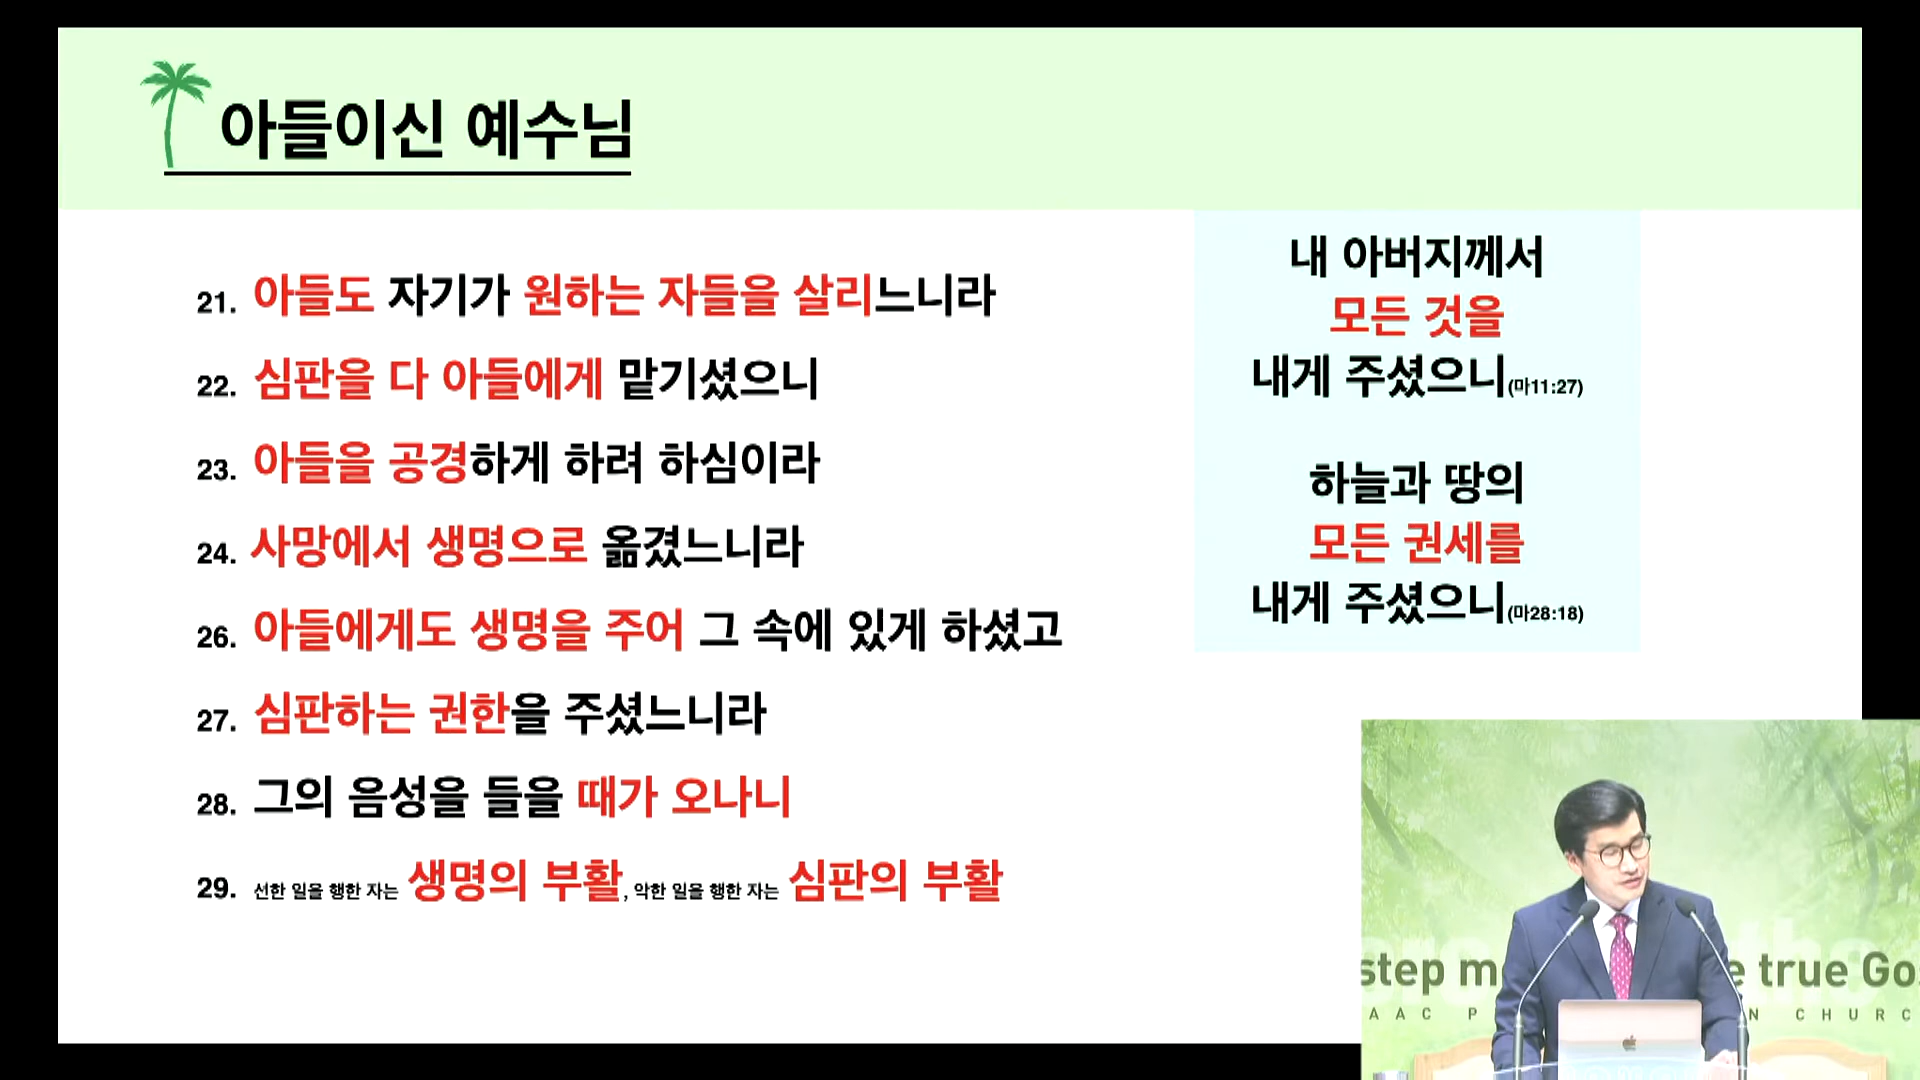 아들이신 예수님
21. 아들도 자기가 원하는 자들을 살리느니라
22. 심판을 다 아들에게 맡기셨으니
23. 아들을 공경하게 하려 하심이라
24. 사망에서 생명으로 옮겼느니라
26. 아들에게도 생명을 주어 그 속에 있게 하셨고
27. 심판하는 권한을 주셨느니라
28. 그의 음성을 들을 때가 오나니
29. 선한 일을 행한 자는 생명의 부활, 악한 일을 행한 자는 심판의 부활
내 아버지께서
모든 것을
내게 주셨으니(마11:27)
하늘과 땅의
모든 권세를
내게 주셨으니(마28:18)
step m e true Go
A A C P N C H U R C